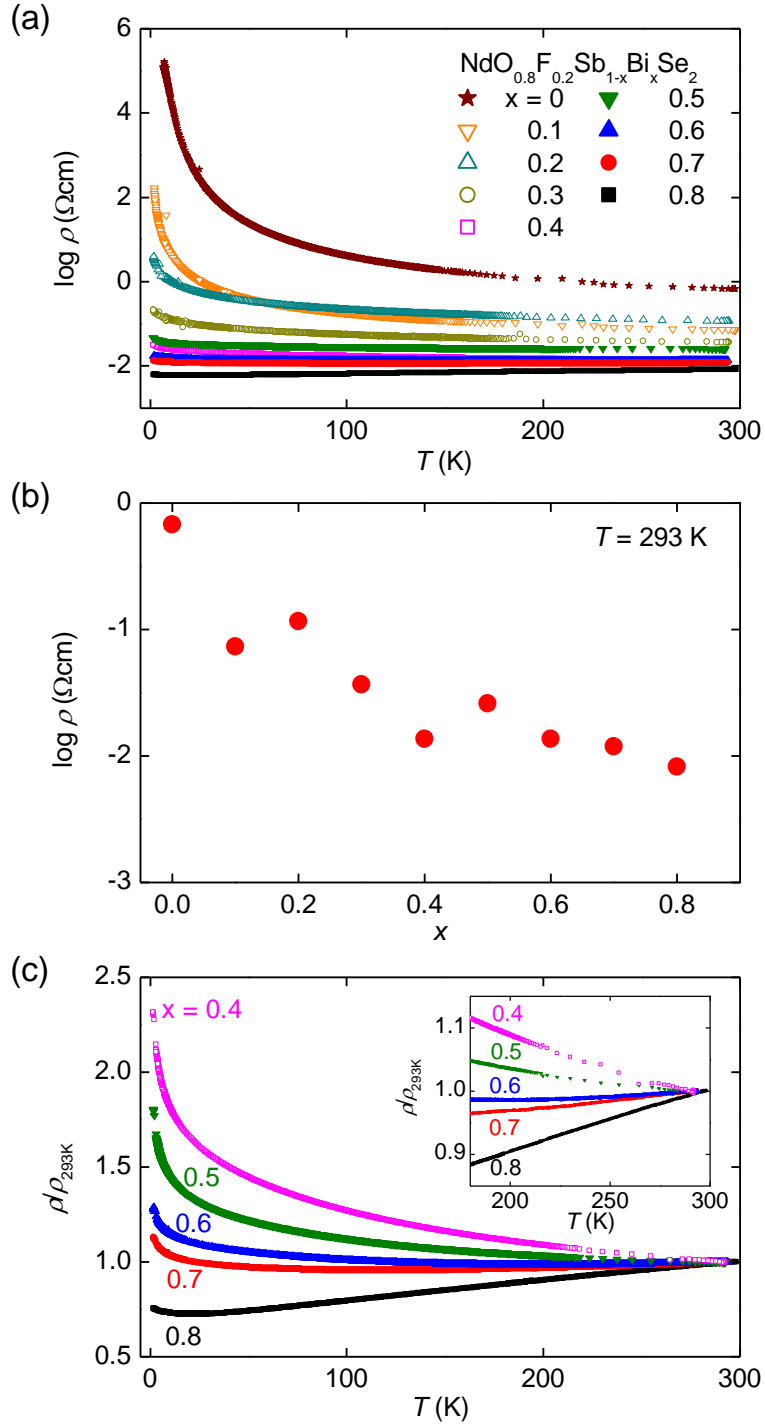 (a)
6
4
2
0
-2
log ρ (Ωcm)
NdO0.8F0.2Sb1-xBixSe2
x = 0 0.5
0.1 0.6
0.2 0.7
0.3 0.8
0.4
0 100 200 300
T (K)
(b)
0
-1
-2
-3
log ρ (Ωcm)
T = 293 K
0.0 0.2 0.4 0.6 0.8
x
(c)
2.5
2.0
1.5
1.0
0.5
ρ/ρ293K
x = 0.4
0.5
0.6
0.7
0.8
1.1
1.0
0.9
ρ/ρ293K
0.4
0.5
0.6
0.7
0.8
200 250 300
T (K)
0 100 200 300
T (K)